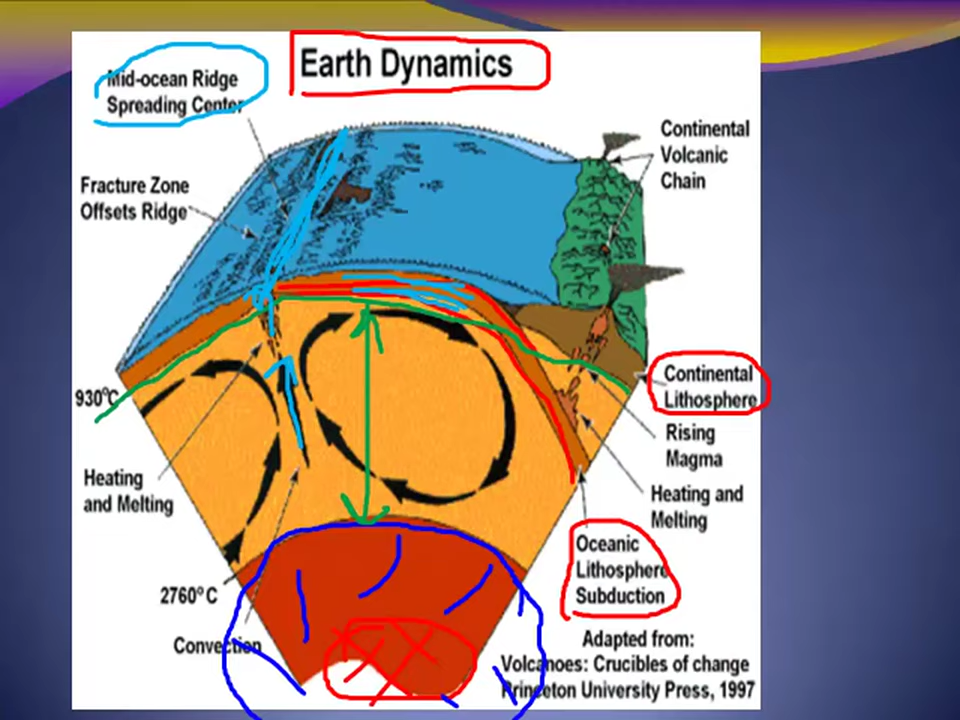 Earth Dynamics
Mid-ocean Ridge
Spreading Center
Continental
Volcanic
Chain
Fracture Zone
Offsets Ridge
930°C
Continental
Lithosphere
Rising
Magma
Heating
and Melting
Heating and
Melting
Oceanic
Lithosphere
Subduction
2760°C
Convection
Adapted from:
Volcanoes: Crucibles of change
Princeton University Press, 1997